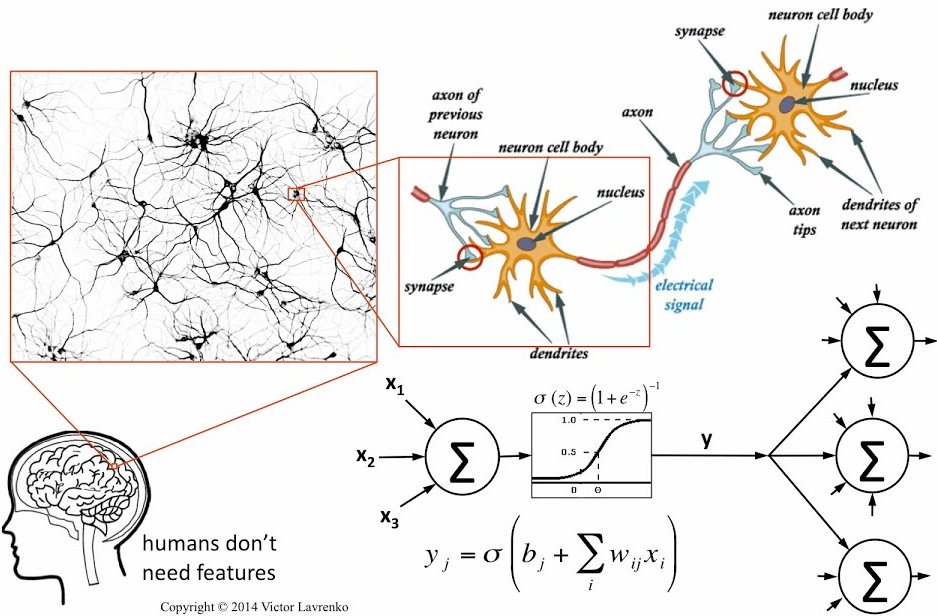 neuron cell body
synapse
nucleus
axon of
previous
neuron
axon
neuron cell body
nucleus
axon
tips
dendrites of
next neuron
synapse
electrical
signal
dendrites
x₁
x₂
x₃
Σ
σ (z) = (1 + e⁻ᶻ)⁻¹
1.0
0.5
0
Θ
y
Σ
Σ
Σ
y_j = σ ( b_j + ∑_i w_ij x_i )
humans don’t
need features
Copyright © 2014 Victor Lavrenko